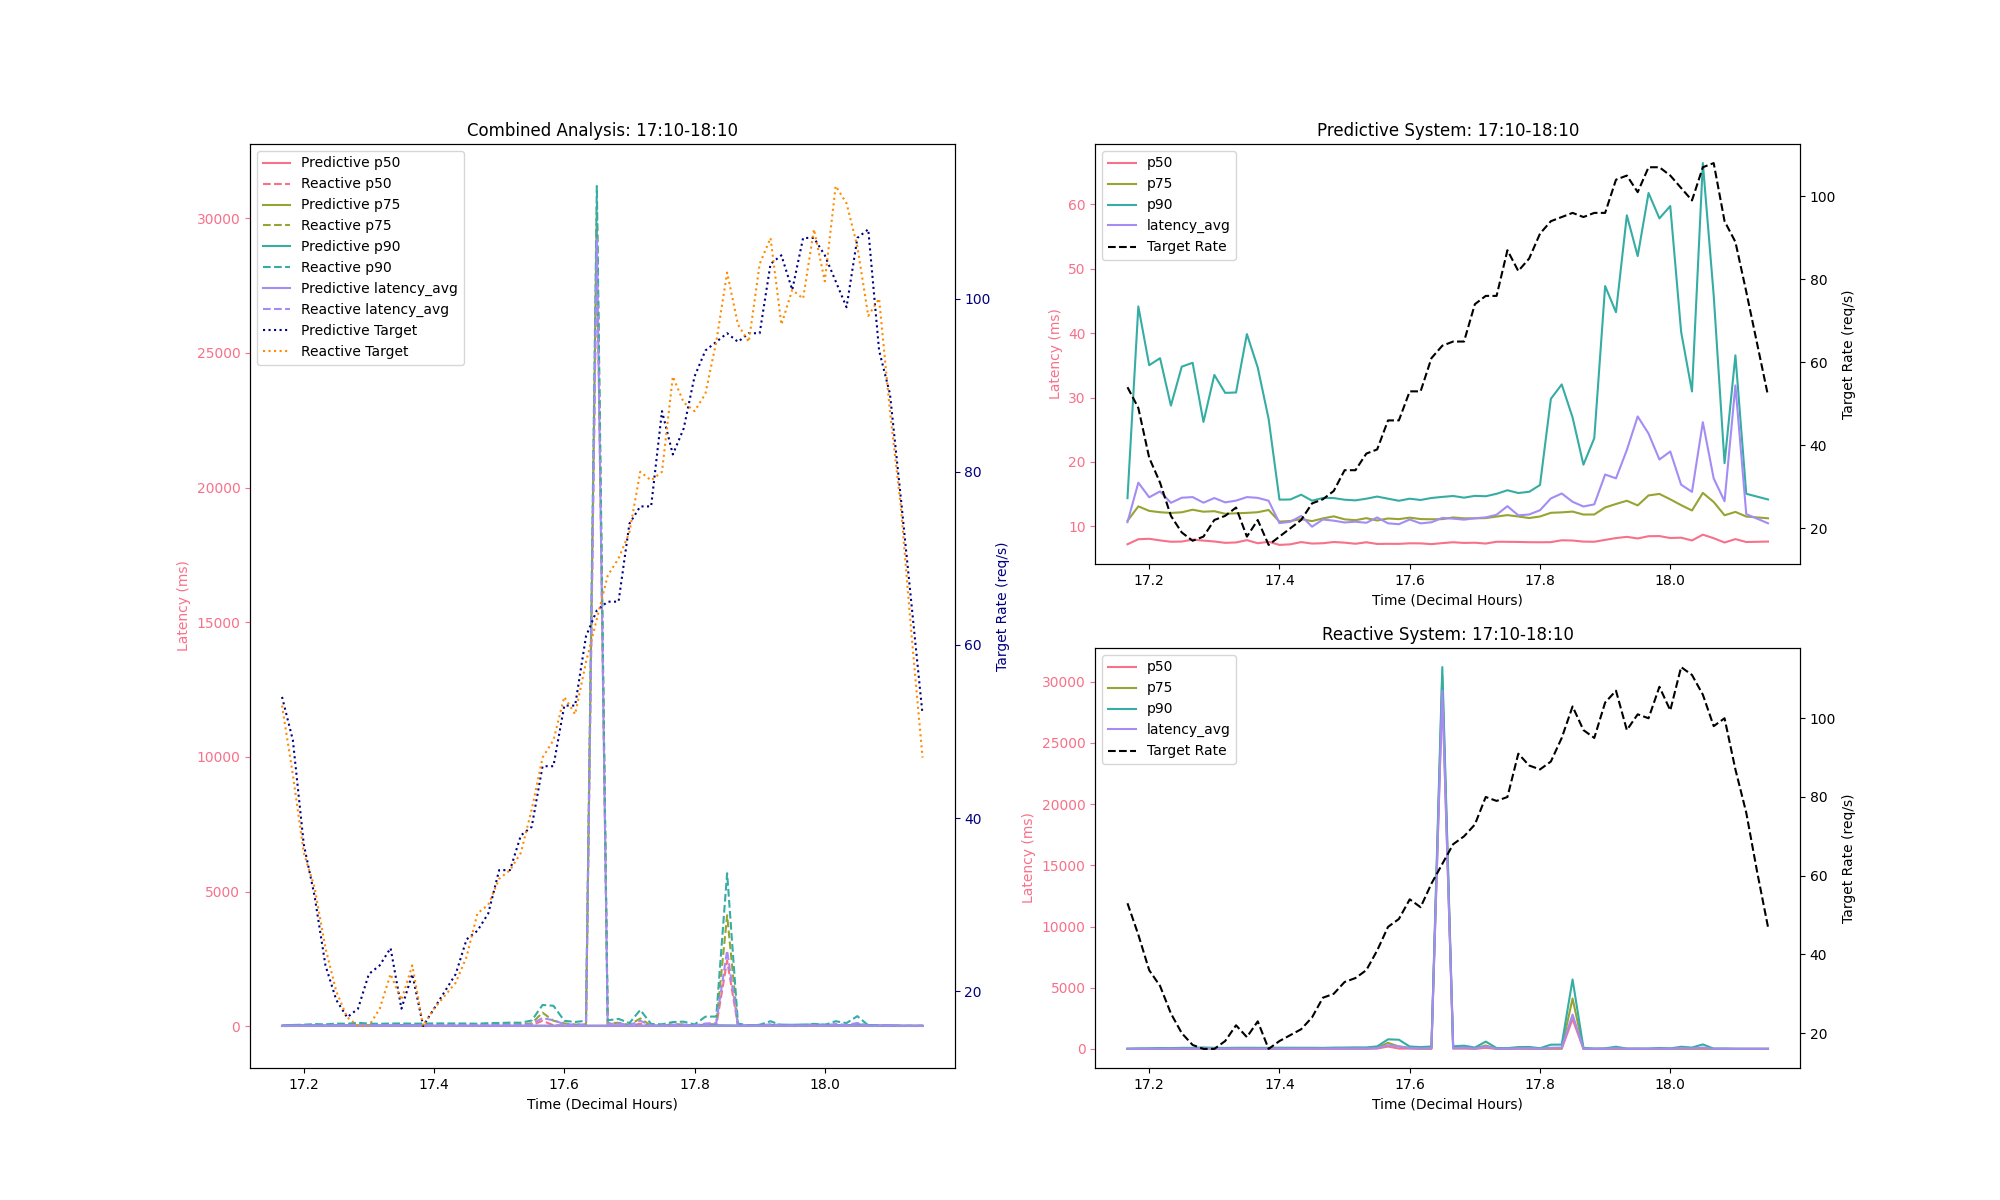 Combined Analysis: 17:10-18:10
Predictive p50
Reactive p50
Predictive p75
Reactive p75
Predictive p90
Reactive p90
Predictive latency_avg
Reactive latency_avg
Predictive Target
Reactive Target
30000
25000
20000
15000
10000
5000
0
Latency (ms)
100
80
60
40
20
Target Rate (req/s)
17.2 17.4 17.6 17.8 18.0
Time (Decimal Hours)
Predictive System: 17:10-18:10
p50
p75
p90
latency_avg
Target Rate
60
50
40
30
20
10
Latency (ms)
100
80
60
40
20
Target Rate (req/s)
17.2 17.4 17.6 17.8 18.0
Time (Decimal Hours)
Reactive System: 17:10-18:10
p50
p75
p90
latency_avg
Target Rate
30000
25000
20000
15000
10000
5000
0
Latency (ms)
100
80
60
40
20
Target Rate (req/s)
17.2 17.4 17.6 17.8 18.0
Time (Decimal Hours)